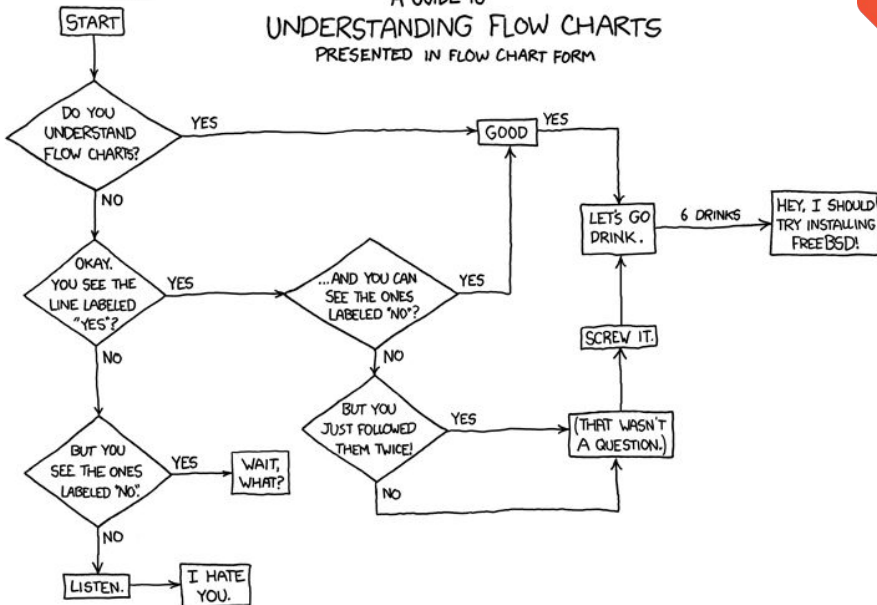 A GUIDE TO
UNDERSTANDING FLOW CHARTS
PRESENTED IN FLOW CHART FORM
START
DO YOU
UNDERSTAND
FLOW CHARTS?
YES
GOOD
YES
NO
LET'S GO
DRINK.
6 DRINKS
HEY, I SHOULD
TRY INSTALLING
FREEBSD!
OKAY.
YOU SEE THE
LINE LABELED
"YES"?
YES
...AND YOU CAN
SEE THE ONES
LABELED "NO"?
YES
SCREW IT.
NO
NO
BUT YOU
JUST FOLLOWED
THEM TWICE!
YES
(THAT WASN'T
A QUESTION.)
NO
BUT YOU
SEE THE ONES
LABELED "NO".
YES
WAIT,
WHAT?
NO
LISTEN.
I HATE
YOU.